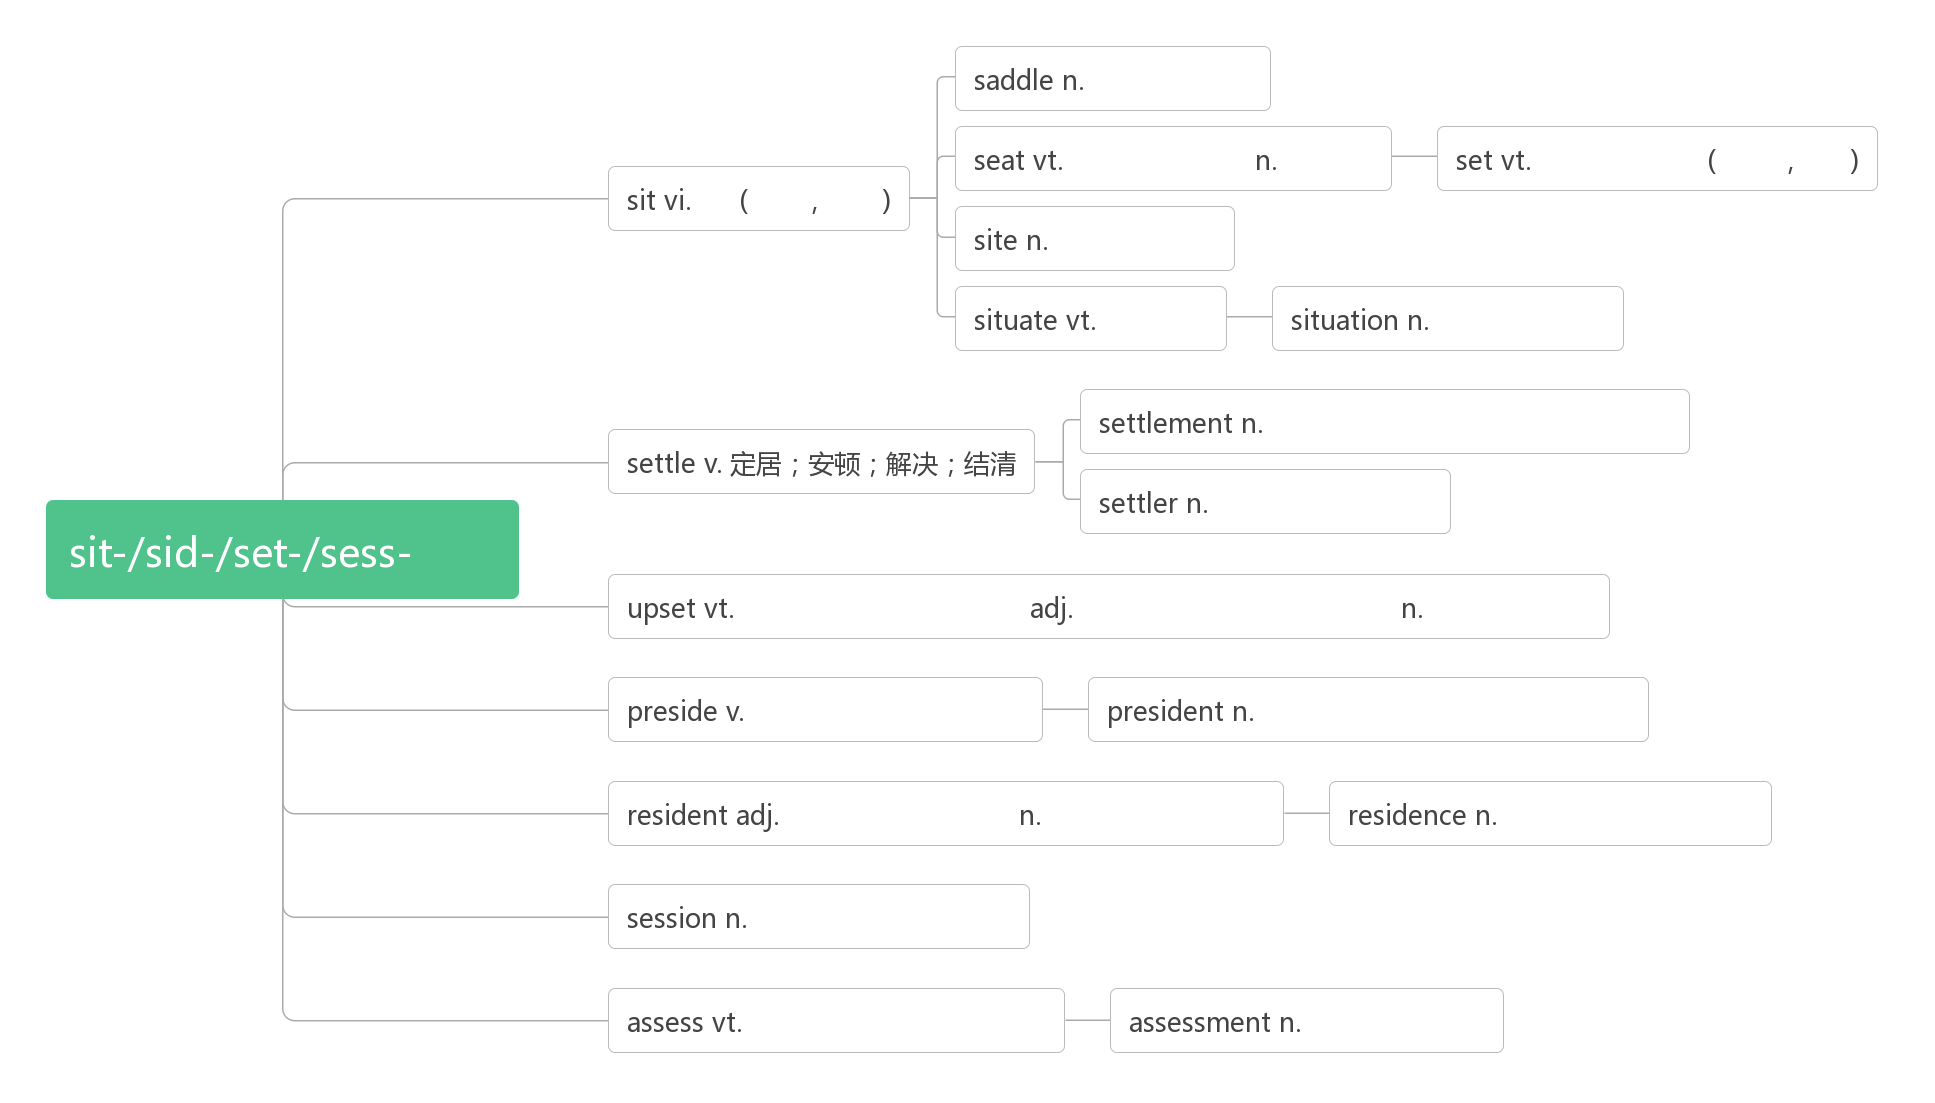 sit-/sid-/set-/sess-
sit vi. ( , )
saddle n.
seat vt. n.
set vt. ( , )
site n.
situate vt.
situation n.
settle v. 定居；安顿；解决；结清
settlement n.
settler n.
upset vt. adj. n.
preside v.
president n.
resident adj. n.
residence n.
session n.
assess vt.
assessment n.